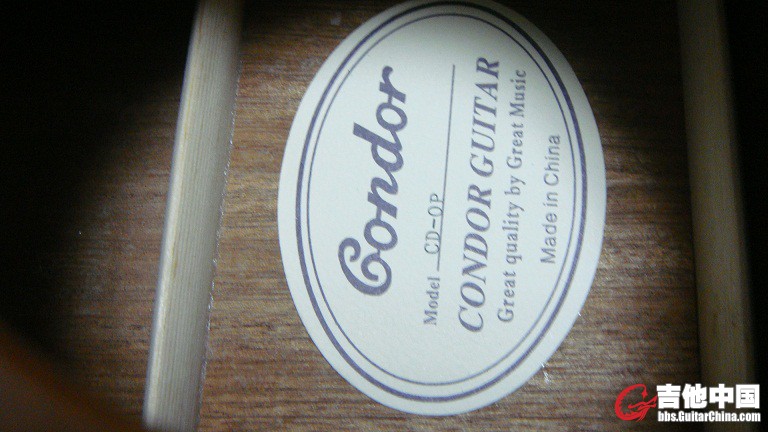 Condor
Model CD-OP
CONDOR GUITAR
Great quality by Great Music
Made in China
吉他中国
bbs.GuitarChina.com